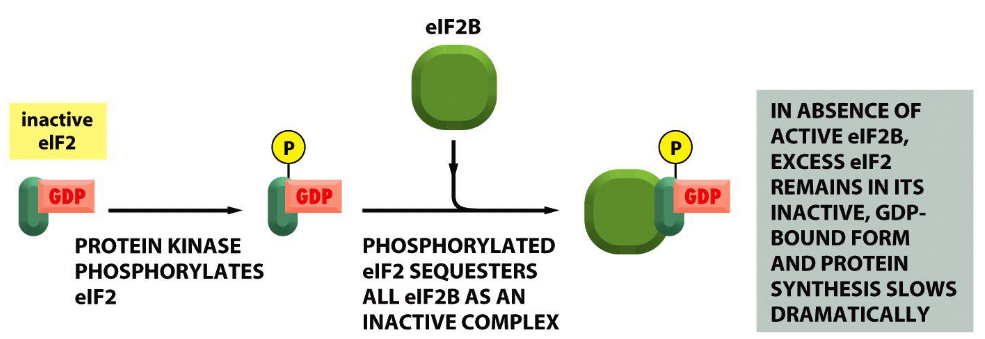 eIF2B
inactive
eIF2
GDP
PROTEIN KINASE
PHOSPHORYLATES
eIF2
P
GDP
PHOSPHORYLATED
eIF2 SEQUESTERS
ALL eIF2B AS AN
INACTIVE COMPLEX
P
GDP
IN ABSENCE OF
ACTIVE eIF2B,
EXCESS eIF2
REMAINS IN ITS
INACTIVE, GDP-
BOUND FORM
AND PROTEIN
SYNTHESIS SLOWS
DRAMATICALLY